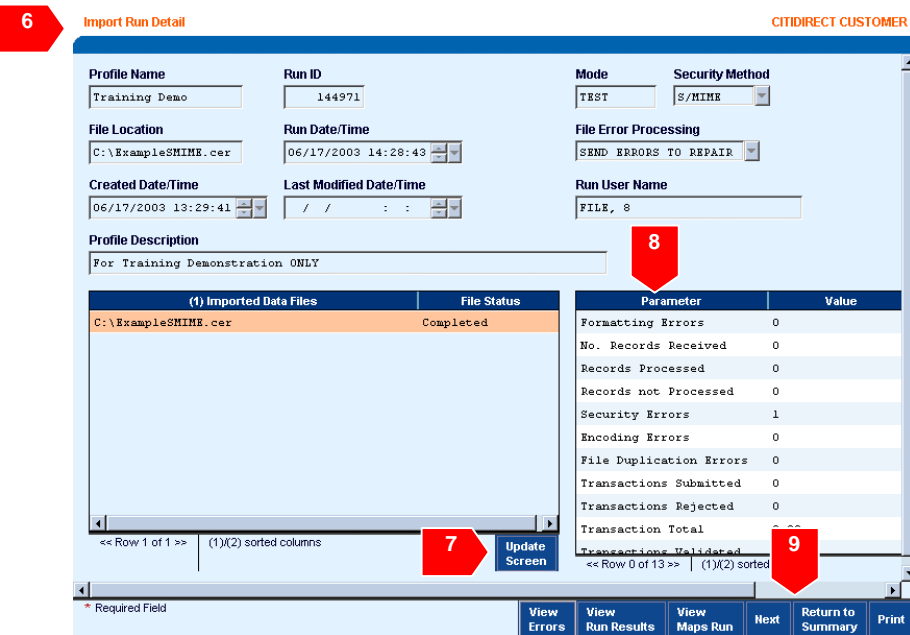 6
Import Run Detail
CITIDIRECT CUSTOMER
Profile Name Run ID Mode Security Method
Training Demo 144971 TEST S/MIME
File Location Run Date/Time File Error Processing
C:\ExampleSMIME.cer 06/17/2003 14:28:43 SEND ERRORS TO REPAIR
Created Date/Time Last Modified Date/Time Run User Name
06/17/2003 13:29:41 / / : : FILE, 8
Profile Description
For Training Demonstration ONLY
8
(1) Imported Data Files File Status
C:\ExampleSMIME.cer Completed
Parameter Value
Formatting Errors 0
No. Records Received 0
Records Processed 0
Records not Processed 0
Security Errors 1
Encoding Errors 0
File Duplication Errors 0
Transactions Submitted 0
Transactions Rejected 0
Transaction Total
Transactions Validated
<< Row 1 of 1 >> (1)/(2) sorted columns
7
Update Screen
9
<< Row 0 of 13 >> (1)/(2) sorted
* Required Field
View Errors
View Run Results
View Maps Run
Next
Return to Summary
Print